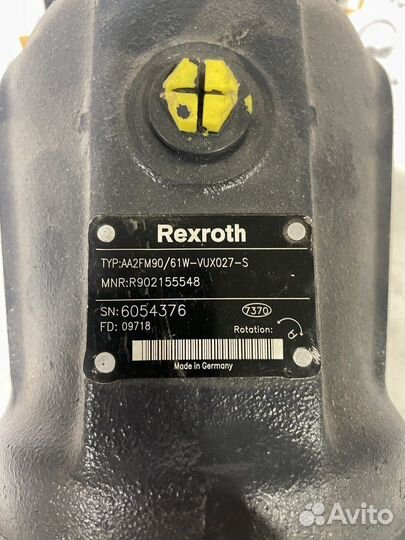 Rexroth
TYP:AA2FM90/61W-VUX027-S
MNR:R902155548
SN:6054376
7370
FD: 09718
Rotation:
Made in Germany
Avito